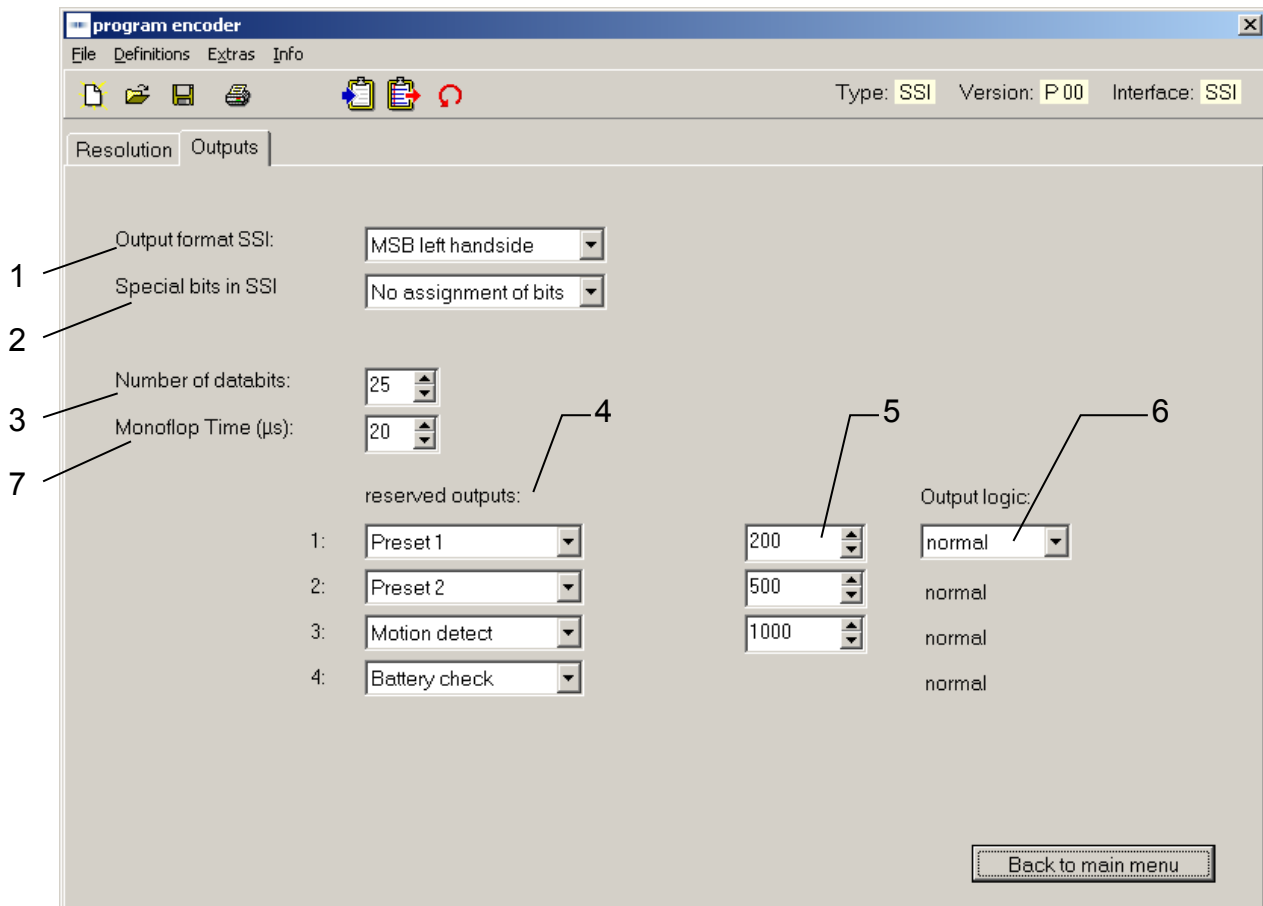 program encoder
File Definitions Extras Info
Type: SSI Version: P 00 Interface: SSI
Resolution Outputs
Output format SSI: MSB left handside
1
Special bits in SSI No assignment of bits
2
Number of databits: 25
3
Monoflop Time (µs): 20
4 5 6
7
reserved outputs: Output logic:
1: Preset 1 200 normal
2: Preset 2 500 normal
3: Motion detect 1000 normal
4: Battery check normal
Back to main menu